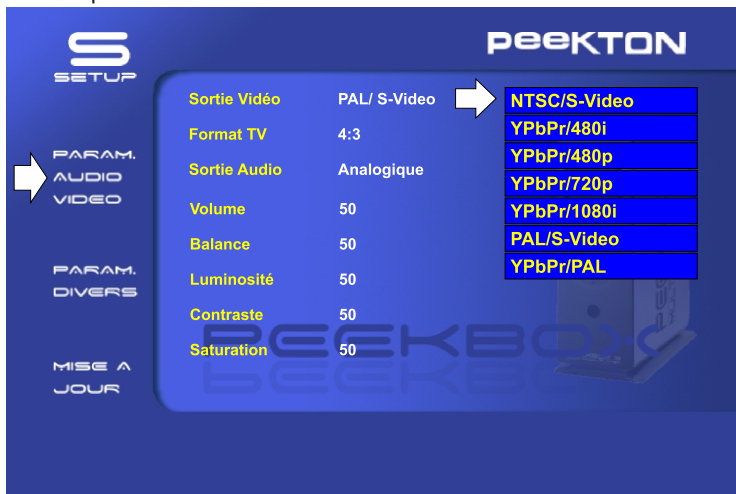 PEEKTON
SETUP
PARAM.
AUDIO
VIDEO
PARAM.
DIVERS
MISE A
JOUR
Sortie Vidéo PAL/ S-Video
Format TV 4:3
Sortie Audio Analogique
Volume 50
Balance 50
Luminosité 50
Contraste 50
Saturation 50
NTSC/S-Video
YPbPr/480i
YPbPr/480p
YPbPr/720p
YPbPr/1080i
PAL/S-Video
YPbPr/PAL
PEEKBOX